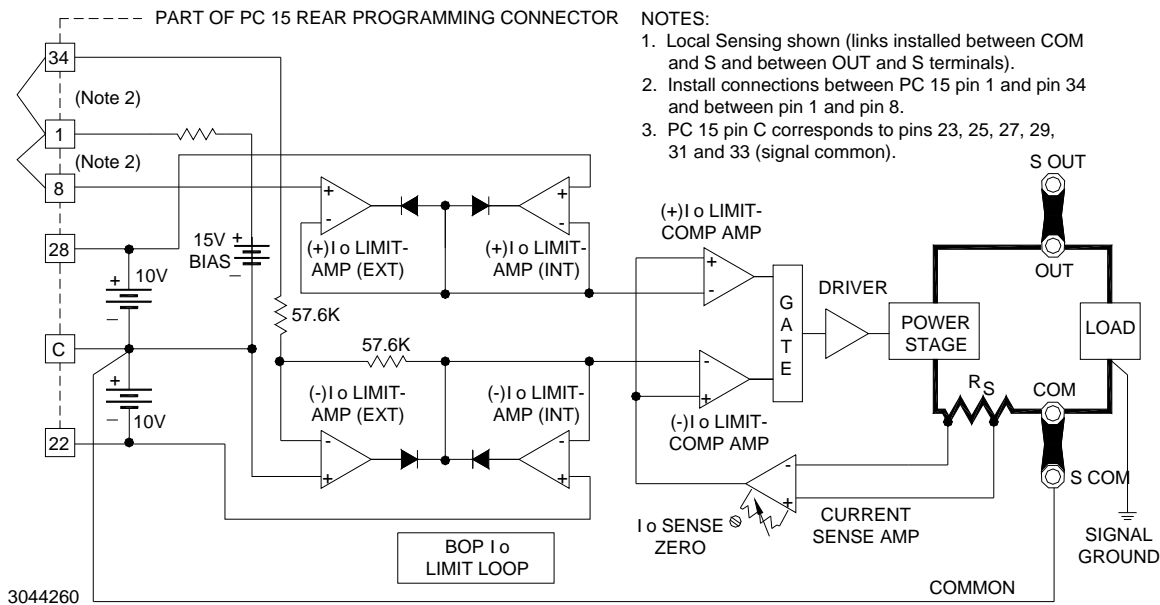 PART OF PC 15 REAR PROGRAMMING CONNECTOR
NOTES:
1. Local Sensing shown (links installed between COM
and S and between OUT and S terminals).
2. Install connections between PC 15 pin 1 and pin 34
and between pin 1 and pin 8.
3. PC 15 pin C corresponds to pins 23, 25, 27, 29,
31 and 33 (signal common).
34
(Note 2)
1
(Note 2)
8
28
C
22
+
10V
–
+
–
10V
15V
BIAS
+
–
57.6K
57.6K
+
-
(+)I o LIMIT-
AMP (EXT)
+
-
(+)I o LIMIT-
AMP (INT)
-
+
(-)I o LIMIT-
AMP (EXT)
-
+
(-)I o LIMIT-
AMP (INT)
(+)I o LIMIT-
COMP AMP
+
-
-
+
(-)I o LIMIT-
COMP AMP
G
A
T
E
DRIVER
POWER
STAGE
S OUT
OUT
LOAD
RS
COM
S COM
-
+
I o SENSE
ZERO
CURRENT
SENSE AMP
SIGNAL
GROUND
BOP I o
LIMIT LOOP
COMMON
3044260